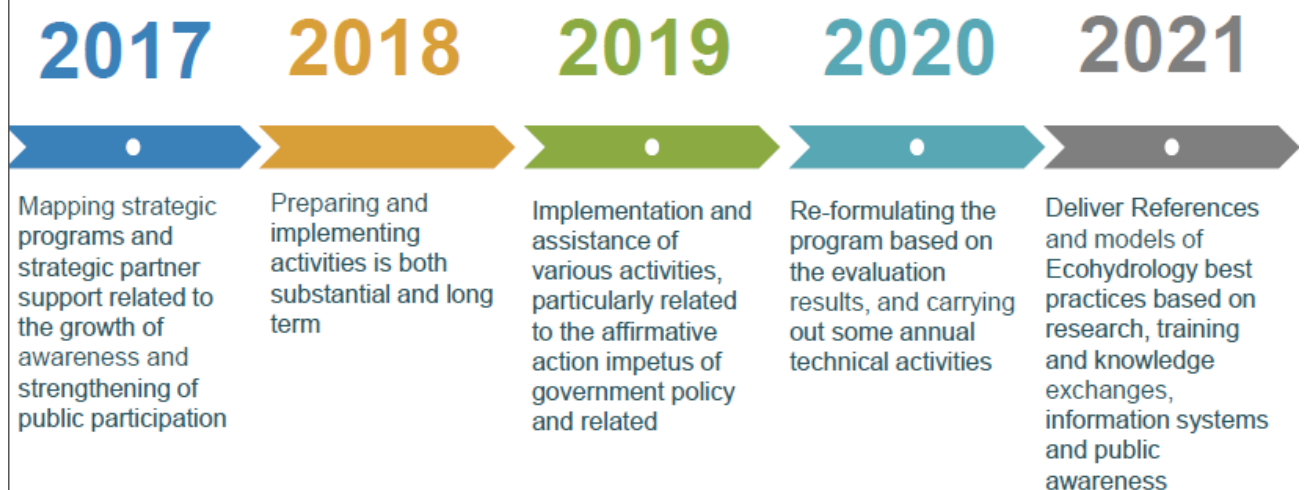 2017
2018
2019
2020
2021
Mapping strategic
programs and
strategic partner
support related to
the growth of
awareness and
strengthening of
public participation
Preparing and
implementing
activities is both
substantial and long
term
Implementation and
assistance of
various activities,
particularly related
to the affirmative
action impetus of
government policy
and related
Re-formulating the
program based on
the evaluation
results, and carrying
out some annual
technical activities
Deliver References
and models of
Ecohydrology best
practices based on
research, training
and knowledge
exchanges,
information systems
and public
awareness